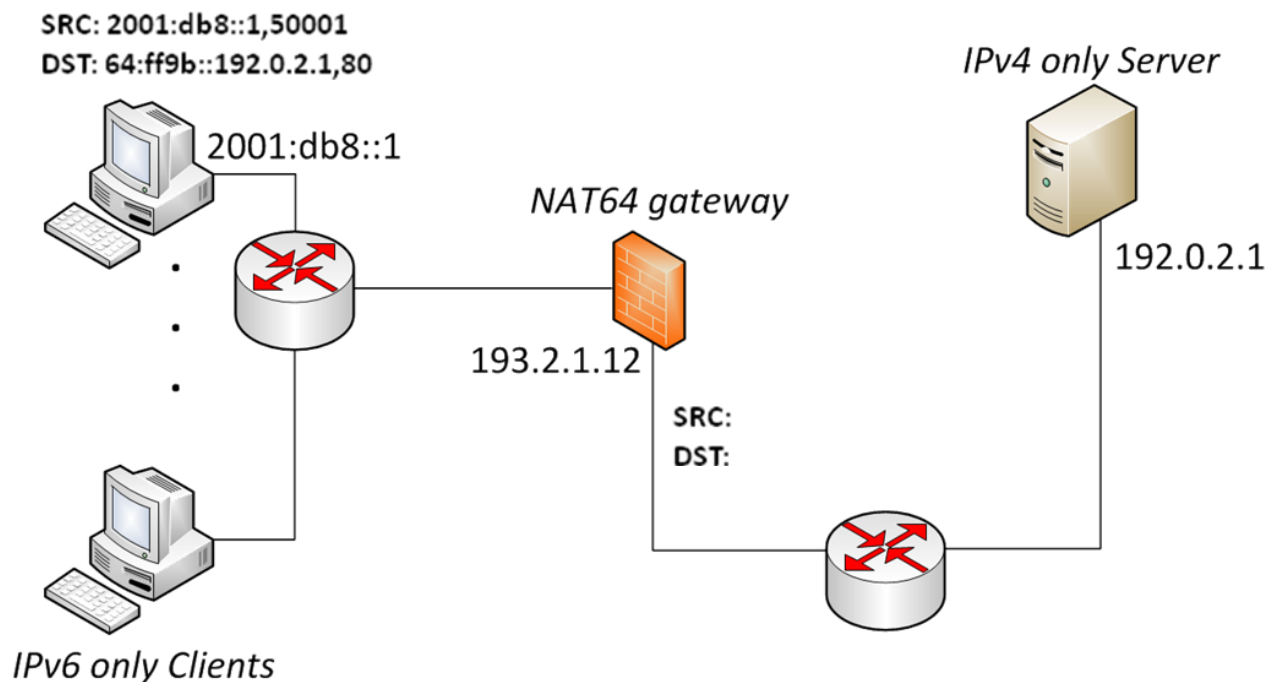 SRC: 2001:db8::1,50001
DST: 64:ff9b::192.0.2.1,80
IPv4 only Server
2001:db8::1
NAT64 gateway
192.0.2.1
193.2.1.12
SRC:
DST:
IPv6 only Clients